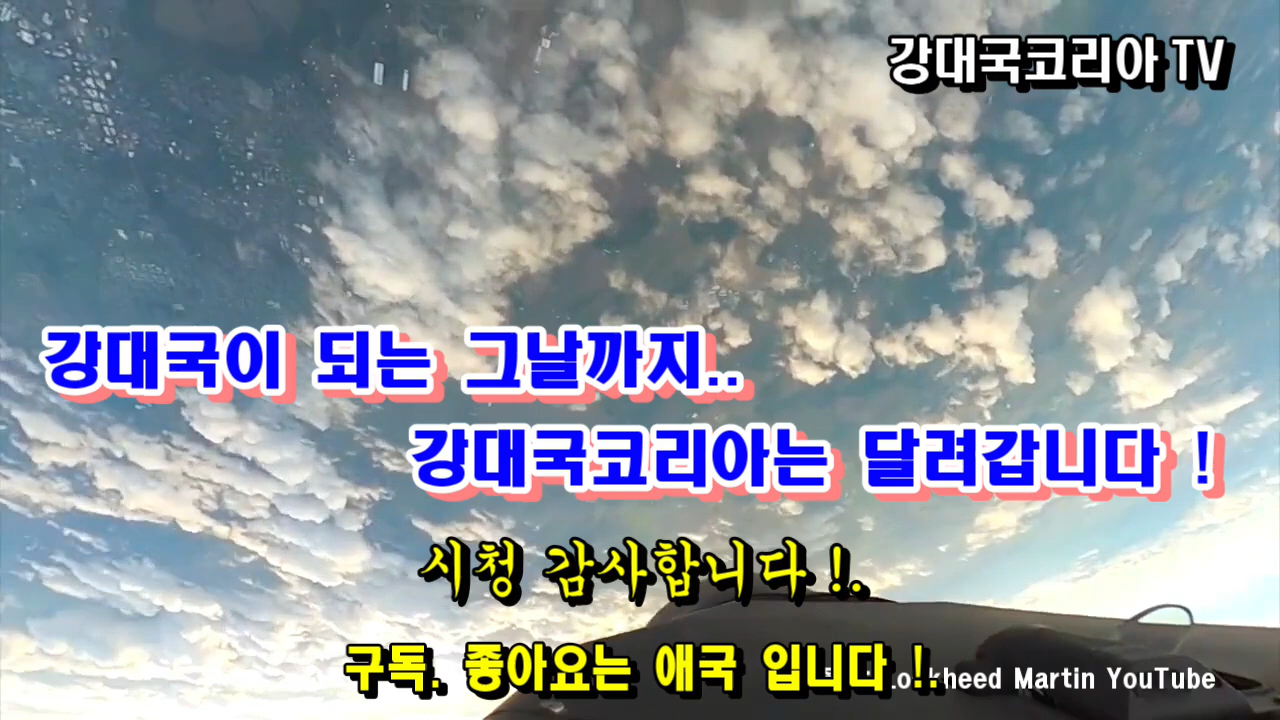 강대국코리아 TV
강대국이 되는 그날까지..
강대국코리아는 달려갑니다 !
시청 감사합니다 !.
구독. 좋아요는 애국 입니다 !.
Lockheed Martin YouTube